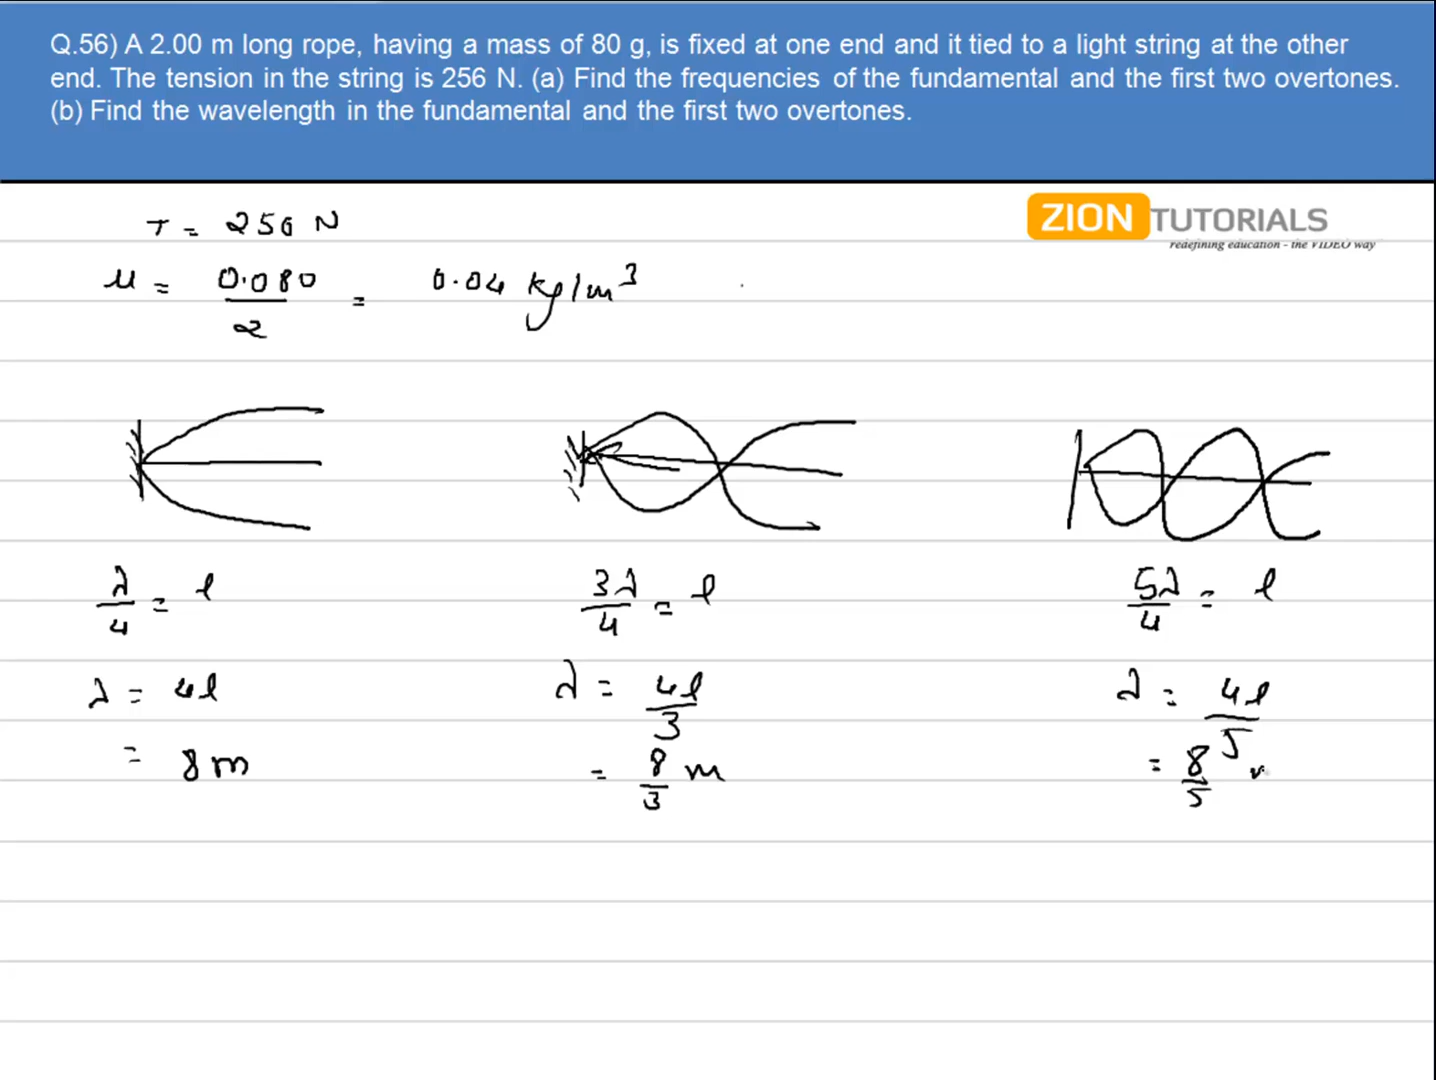 Q.56) A 2.00 m long rope, having a mass of 80 g, is fixed at one end and it tied to a light string at the other
end. The tension in the string is 256 N. (a) Find the frequencies of the fundamental and the first two overtones.
(b) Find the wavelength in the fundamental and the first two overtones.
ZION TUTORIALS
redefining education - the VIDEO way
T = 256 N
μ = 0.080/2 = 0.04 kg/m³
λ/4 = l 3λ/4 = l 5λ/4 = l
λ = 4l λ = 4l/3 λ = 4l/5
= 8 m = 8/3 m = 8/5